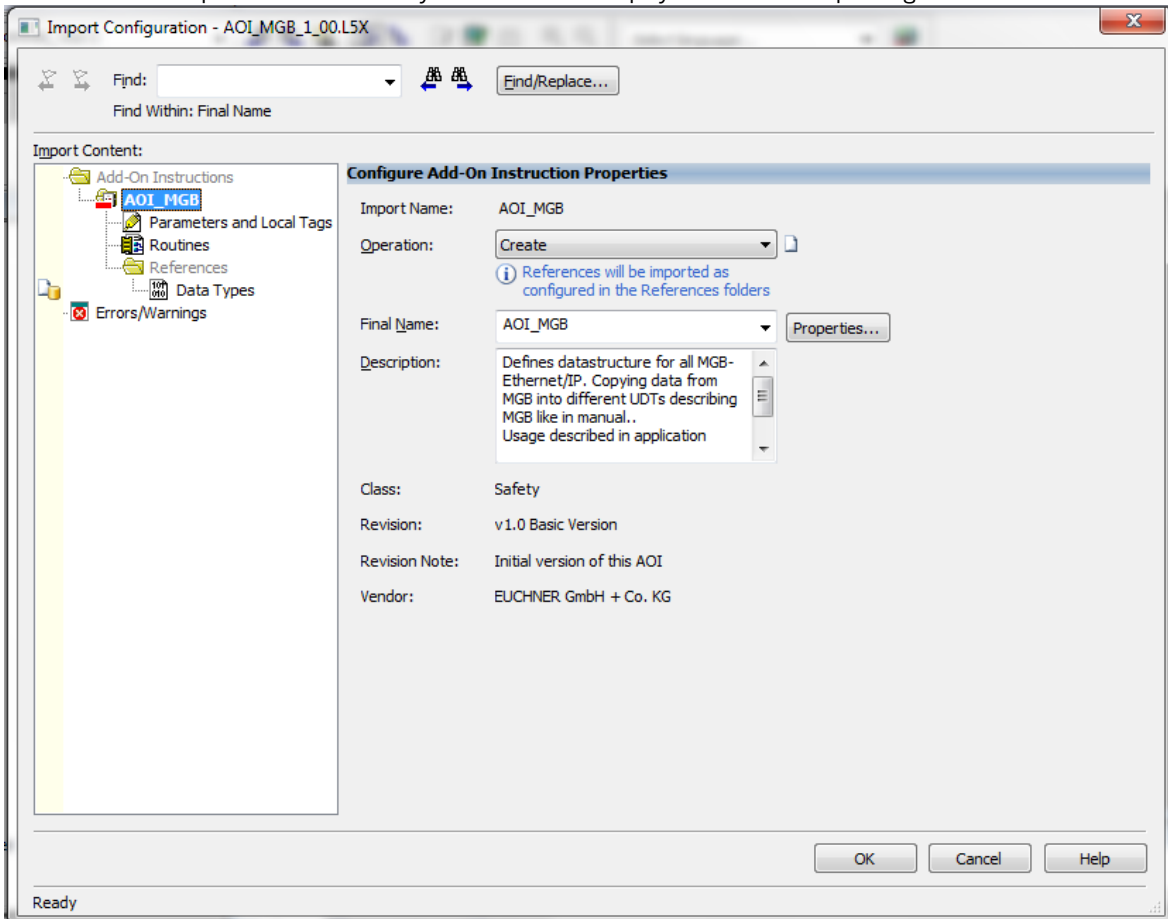 Import Configuration - AOI_MGB_1_00.L5X
Find:
Find/Replace...
Find Within: Final Name
Import Content:
Add-On Instructions
AOI_MGB
Parameters and Local Tags
Routines
References
Data Types
Errors/Warnings
Configure Add-On Instruction Properties
Import Name: AOI_MGB
Operation: Create
References will be imported as
configured in the References folders
Final Name: AOI_MGB Properties...
Description: Defines datastructure for all MGB-
Ethernet/IP. Copying data from
MGB into different UDTs describing
MGB like in manual..
Usage described in application
Class: Safety
Revision: v1.0 Basic Version
Revision Note: Initial version of this AOI
Vendor: EUCHNER GmbH + Co. KG
OK Cancel Help
Ready